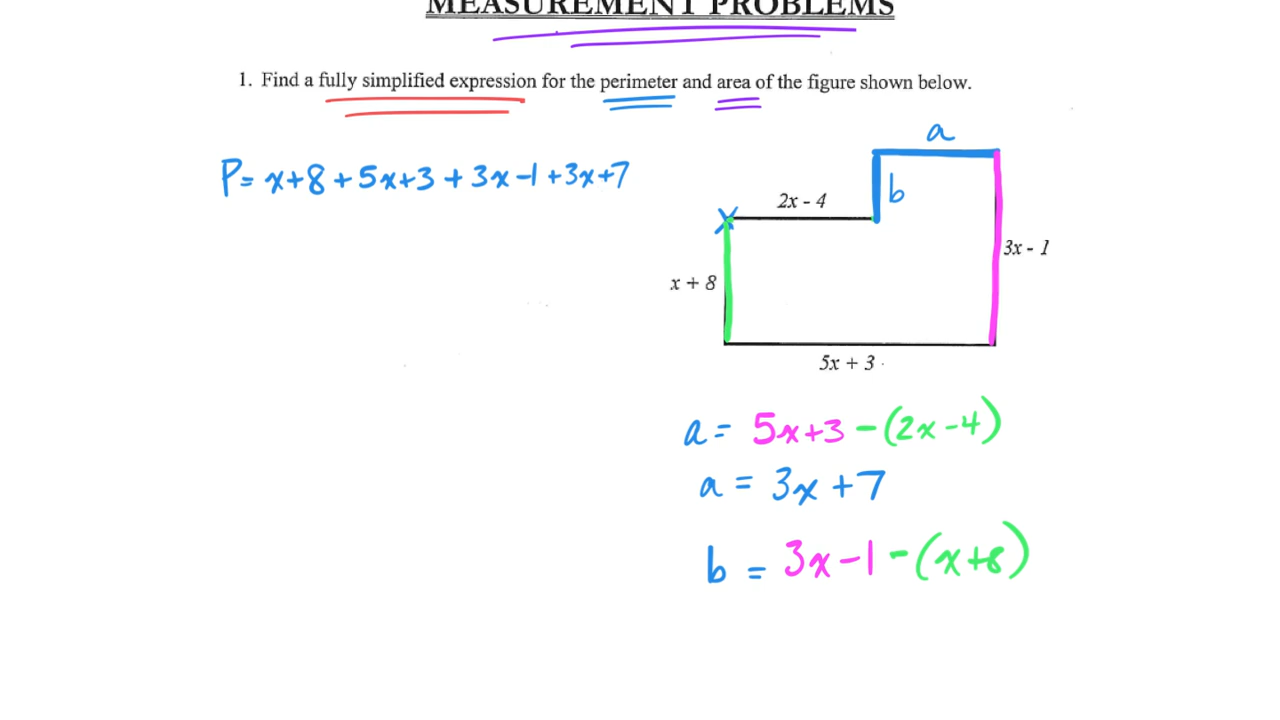 MEASUREMENT PROBLEMS
1. Find a fully simplified expression for the perimeter and area of the figure shown below.
P= x+8 + 5x+3 + 3x-1 +3x+7
a
b
2x - 4
3x - 1
x + 8
5x + 3
a = 5x+3 -(2x-4)
a = 3x +7
b = 3x-1 -(x+8)